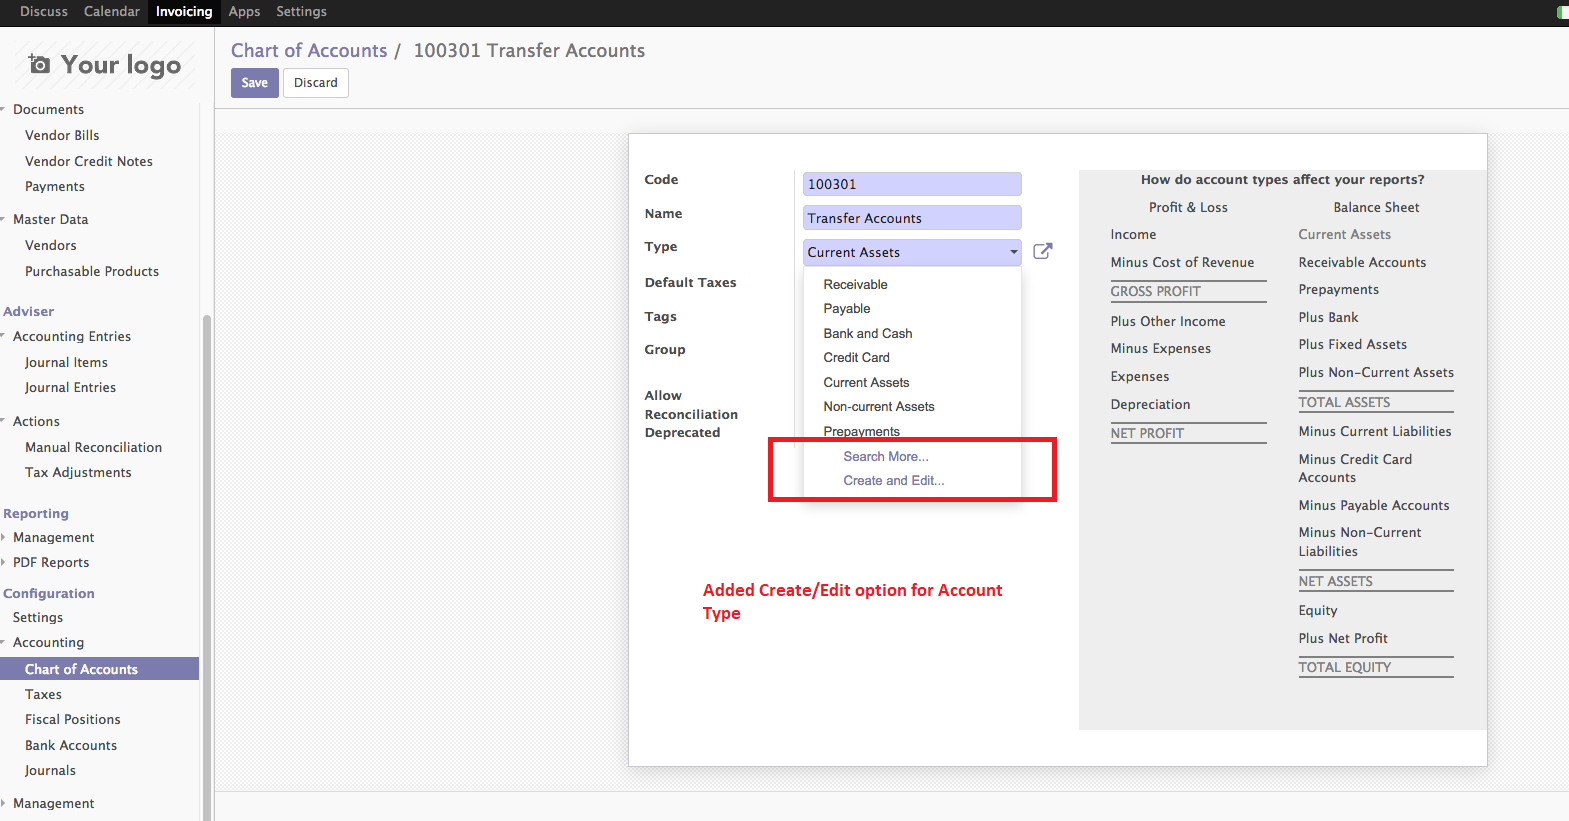 Discuss Calendar Invoicing Apps Settings
Your logo
Documents
Vendor Bills
Vendor Credit Notes
Payments
Master Data
Vendors
Purchasable Products
Adviser
Accounting Entries
Journal Items
Journal Entries
Actions
Manual Reconciliation
Tax Adjustments
Reporting
Management
PDF Reports
Configuration
Settings
Accounting
Chart of Accounts
Taxes
Fiscal Positions
Bank Accounts
Journals
Management
Chart of Accounts / 100301 Transfer Accounts
Save Discard
Code 100301
Name Transfer Accounts
Type Current Assets
Default Taxes
Tags
Group
Allow
Reconciliation
Deprecated
Receivable
Payable
Bank and Cash
Credit Card
Current Assets
Non-current Assets
Prepayments
Search More...
Create and Edit...
Added Create/Edit option for Account
Type
How do account types affect your reports?
Profit & Loss
Income
Minus Cost of Revenue
GROSS PROFIT
Plus Other Income
Minus Expenses
Expenses
Depreciation
NET PROFIT
Balance Sheet
Current Assets
Receivable Accounts
Prepayments
Plus Bank
Plus Fixed Assets
Plus Non-Current Assets
TOTAL ASSETS
Minus Current Liabilities
Minus Credit Card
Accounts
Minus Payable Accounts
Minus Non-Current
Liabilities
NET ASSETS
Equity
Plus Net Profit
TOTAL EQUITY